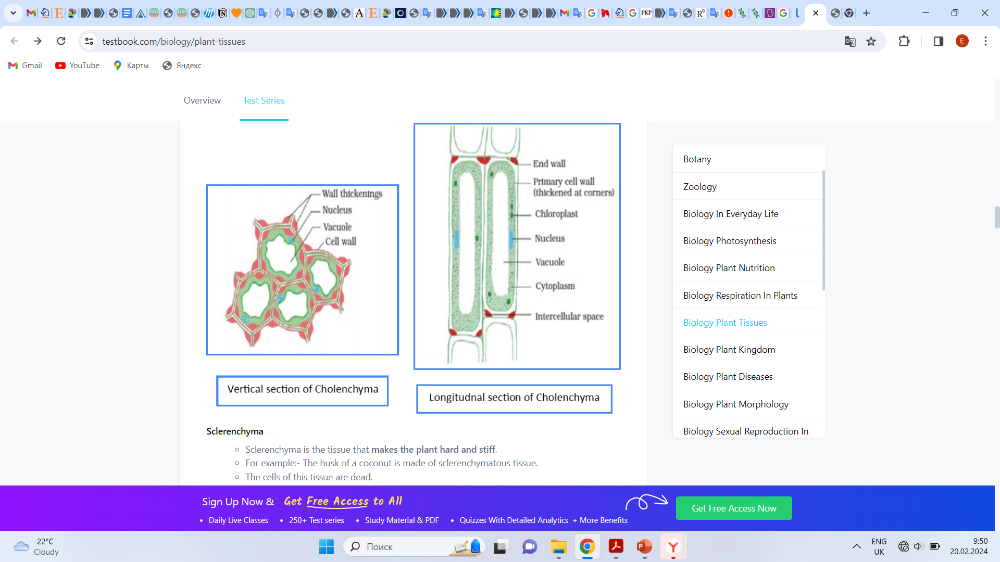 testbook.com/biology/plant-tissues
E
Gmail
YouTube
Карты
Яндекс
Overview
Test Series
Wall thickenings
Nucleus
Vacuole
Cell wall
End wall
Primary cell wall
(thickened at corners)
Chloroplast
Nucleus
Vacuole
Cytoplasm
Intercellular space
Vertical section of Cholenchyma
Longitudnal section of Cholenchyma
Sclerenchyma
Sclerenchyma is the tissue that makes the plant hard and stiff.
For example:- The husk of a coconut is made of sclerenchymatous tissue.
The cells of this tissue are dead.
Botany
Zoology
Biology In Everyday Life
Biology Photosynthesis
Biology Plant Nutrition
Biology Respiration In Plants
Biology Plant Tissues
Biology Plant Kingdom
Biology Plant Diseases
Biology Plant Morphology
Biology Sexual Reproduction In
Sign Up Now & Get Free Access to All
Daily Live Classes • 250+ Test series • Study Material & PDF • Quizzes With Detailed Analytics + More Benefits
Get Free Access Now
-22°C
Cloudy
Поиск
ENG
UK
9:50
20.02.2024